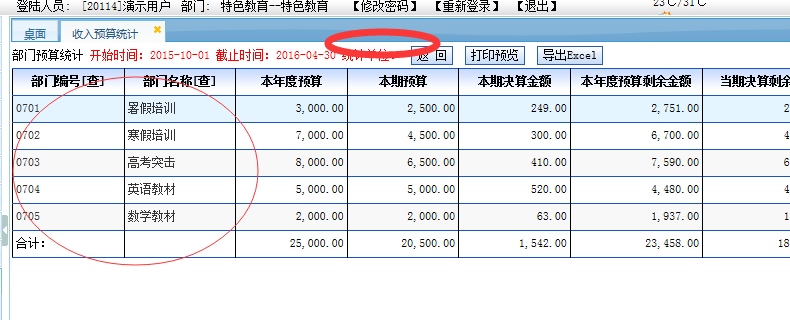 登陆人员: [20114]演示用户 部门: 特色教育--特色教育 【修改密码】【重新登录】 【退出】 23℃/31℃
桌面 收入预算统计
部门预算统计 开始时间: 2015-10-01 截止时间: 2016-04-30 统计单位: 返 回 打印预览 导出Excel
部门编号[查] 部门名称[查] 本年度预算 本期预算 本期决算金额 本年度预算剩余金额 当期决算剩余
0701 暑假培训 3,000.00 2,500.00 249.00 2,751.00 2
0702 寒假培训 7,000.00 4,500.00 300.00 6,700.00 4
0703 高考突击 8,000.00 6,500.00 410.00 7,590.00 6
0704 英语教材 5,000.00 5,000.00 520.00 4,480.00 4
0705 数学教材 2,000.00 2,000.00 63.00 1,937.00 1
合计: 25,000.00 20,500.00 1,542.00 23,458.00 18